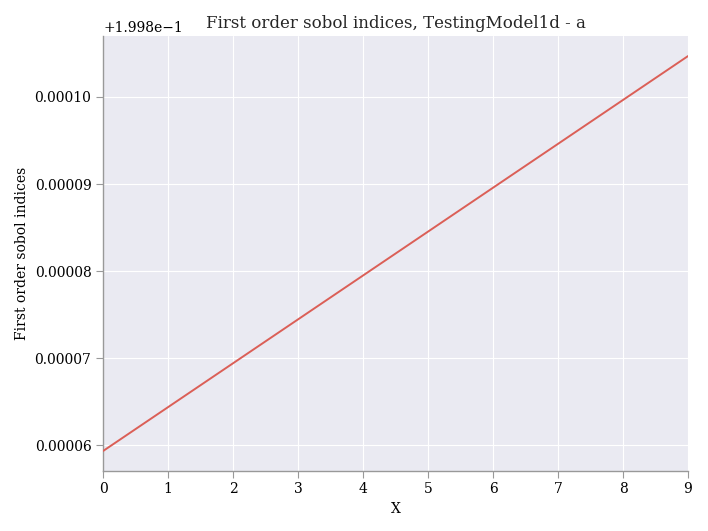 First order sobol indices, TestingModel1d - a
+1.998e−1
0.00010
0.00009
0.00008
0.00007
0.00006
First order sobol indices
0 1 2 3 4 5 6 7 8 9
X